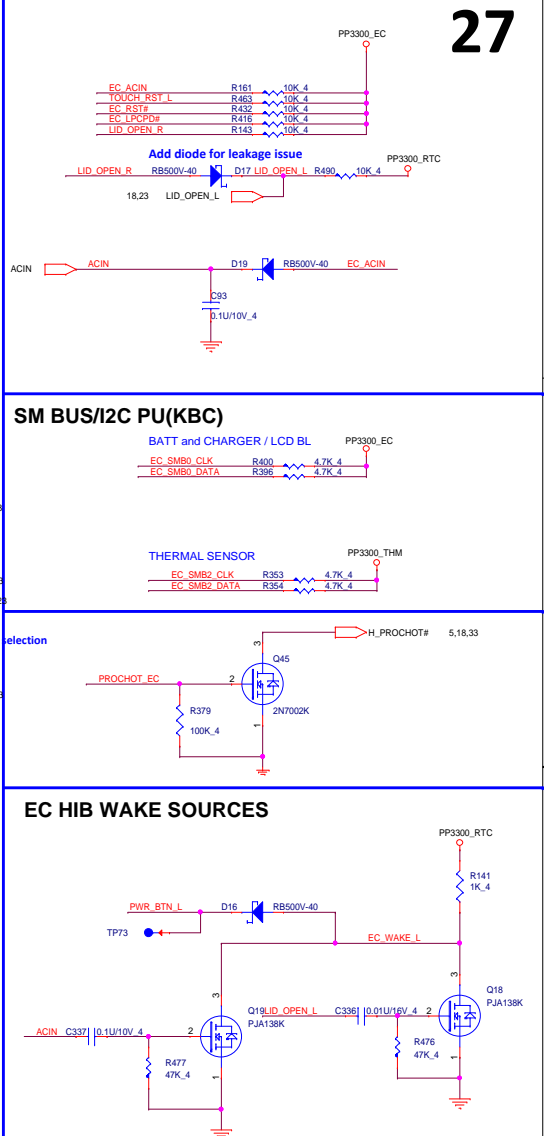 27
PP3300_EC
EC_ACIN R161 10K_4
TOUCH_RST_L R463 10K_4
EC_RST# R432 10K_4
EC_LPCPD# R416 10K_4
LID_OPEN_R R143 10K_4
Add diode for leakage issue
PP3300_RTC
LID_OPEN_R RB500V-40 D17 LID_OPEN_L R490 10K_4
18,23 LID_OPEN_L
ACIN ACIN D19 RB500V-40 EC_ACIN
C93
0.1U/10V_4
SM BUS/I2C PU(KBC)
BATT and CHARGER / LCD BL PP3300_EC
EC_SMB0_CLK R400 4.7K_4
EC_SMB0_DATA R396 4.7K_4
THERMAL SENSOR PP3300_THM
EC_SMB2_CLK R353 4.7K_4
EC_SMB2_DATA R354 4.7K_4
selection
H_PROCHOT# 5,18,33
3
Q45
PROCHOT_EC 2
2N7002K
R379
100K_4
1
EC HIB WAKE SOURCES
PP3300_RTC
R141
1K_4
PWR_BTN_L D16 RB500V-40
TP73
EC_WAKE_L
3
Q18
PJA138K
3
Q19 LID_OPEN_L C336 0.01U/16V_4 2
PJA138K
ACIN C337 0.1U/10V_4 2
R476
47K_4
1
R477
47K_4
1